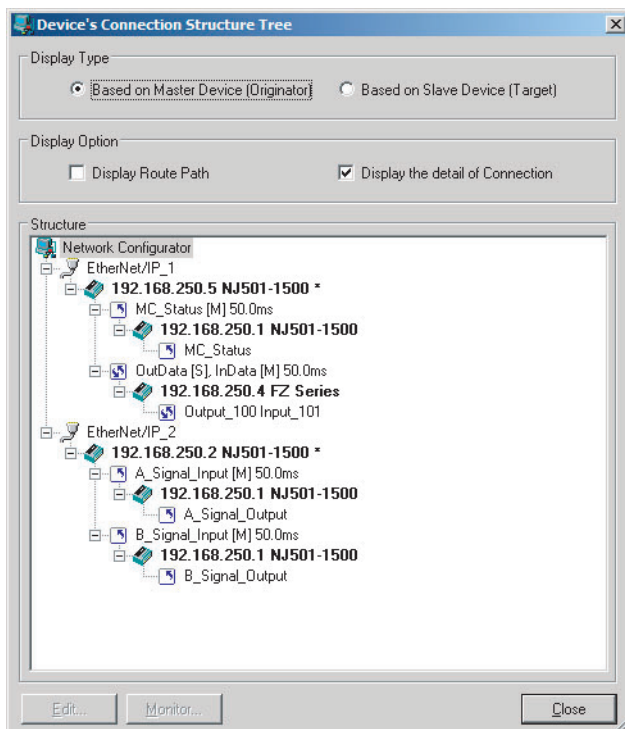 Device's Connection Structure Tree
Display Type
Based on Master Device (Originator)
Based on Slave Device (Target)
Display Option
Display Route Path
Display the detail of Connection
Structure
Network Configurator
EtherNet/IP_1
192.168.250.5 NJ501-1500 *
MC_Status [M] 50.0ms
192.168.250.1 NJ501-1500
MC_Status
OutData [S], InData [M] 50.0ms
192.168.250.4 FZ Series
Output_100 Input_101
EtherNet/IP_2
192.168.250.2 NJ501-1500 *
A_Signal_Input [M] 50.0ms
192.168.250.1 NJ501-1500
A_Signal_Output
B_Signal_Input [M] 50.0ms
192.168.250.1 NJ501-1500
B_Signal_Output
Edit...
Monitor...
Close